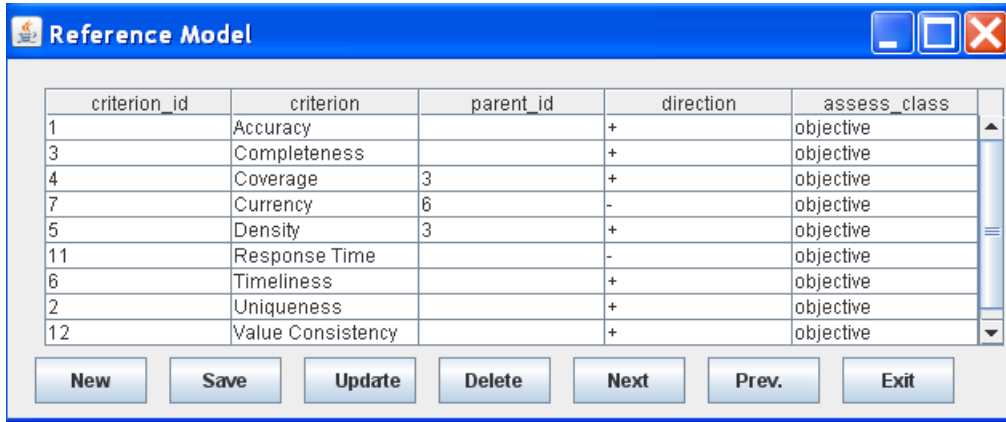 Reference Model
criterion_id criterion parent_id direction assess_class
1 Accuracy + objective
3 Completeness + objective
4 Coverage 3 + objective
7 Currency 6 - objective
5 Density 3 + objective
11 Response Time - objective
6 Timeliness + objective
2 Uniqueness + objective
12 Value Consistency + objective
New Save Update Delete Next Prev. Exit